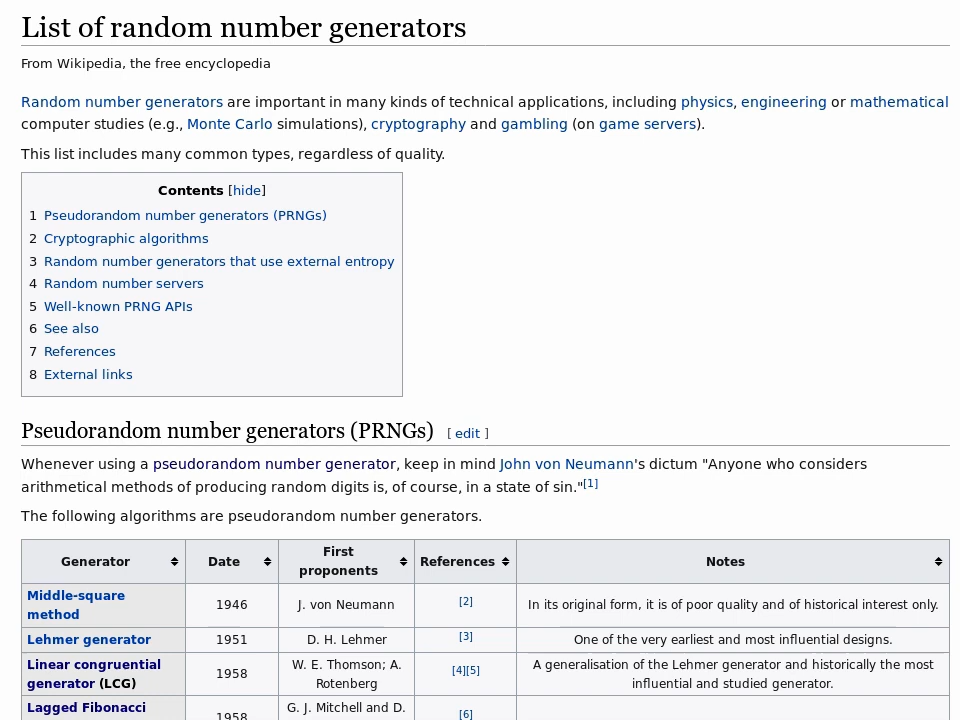 List of random number generators
From Wikipedia, the free encyclopedia
Random number generators are important in many kinds of technical applications, including physics, engineering or mathematical
computer studies (e.g., Monte Carlo simulations), cryptography and gambling (on game servers).
This list includes many common types, regardless of quality.
Contents [hide]
1 Pseudorandom number generators (PRNGs)
2 Cryptographic algorithms
3 Random number generators that use external entropy
4 Random number servers
5 Well-known PRNG APIs
6 See also
7 References
8 External links
Pseudorandom number generators (PRNGs) [ edit ]
Whenever using a pseudorandom number generator, keep in mind John von Neumann's dictum "Anyone who considers
arithmetical methods of producing random digits is, of course, in a state of sin."[1]
The following algorithms are pseudorandom number generators.
Generator Date First proponents References Notes
Middle-square method 1946 J. von Neumann [2] In its original form, it is of poor quality and of historical interest only.
Lehmer generator 1951 D. H. Lehmer [3] One of the very earliest and most influential designs.
Linear congruential generator (LCG) 1958 W. E. Thomson; A. Rotenberg [4][5] A generalisation of the Lehmer generator and historically the most influential and studied generator.
Lagged Fibonacci 1958 G. J. Mitchell and D. [6]